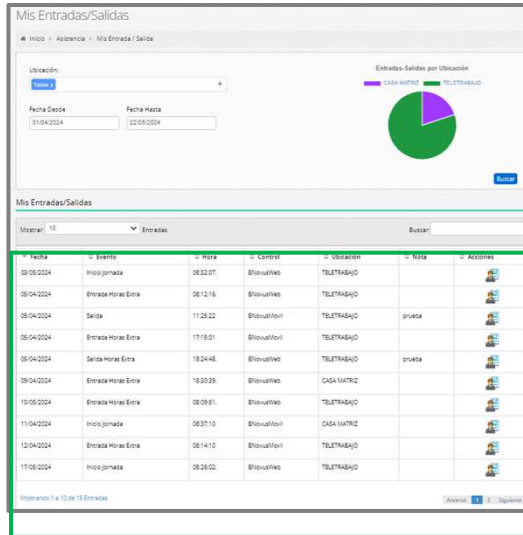 Mis Entradas/Salidas
Inicio > Asistencia > Mis Entrada / Salida
Ubicación:
Todas x
+
Fecha Desde Fecha Hasta
01/04/2024 22/05/2024
Entradas-Salidas por Ubicación
CASA MATRIZ TELETRABAJO
Buscar
Mis Entradas/Salidas
Mostrar 10 Entradas Buscar:
Fecha Evento Hora Control Ubicación Nota Acciones
03/05/2024 Inicio Jornada 08:32:07. BNovusWeb TELETRABAJO
05/04/2024 Entrada Horas Extra 08:12:16. BNovusWeb TELETRABAJO
05/04/2024 Salida 11:25:22 BNovusMovil TELETRABAJO prueba
05/04/2024 Entrada Horas Extra 17:15:01 BNovusMovil TELETRABAJO
05/04/2024 Salida Horas Extra 18:24:48. BNovusWeb TELETRABAJO prueba
09/04/2024 Entrada Horas Extra 18:30:39. BNovusWeb CASA MATRIZ
10/05/2024 Entrada Horas Extra 08:09:51. BNovusWeb TELETRABAJO
11/04/2024 Inicio Jornada 08:37:10 BNovusMovil CASA MATRIZ
12/04/2024 Entrada Horas Extra 08:14:10 BNovusWeb TELETRABAJO
17/05/2024 Inicio Jornada 08:26:02. BNovusWeb TELETRABAJO
Mostrando 1 a 10 de 15 Entradas Anterior 1 2 Siguiente